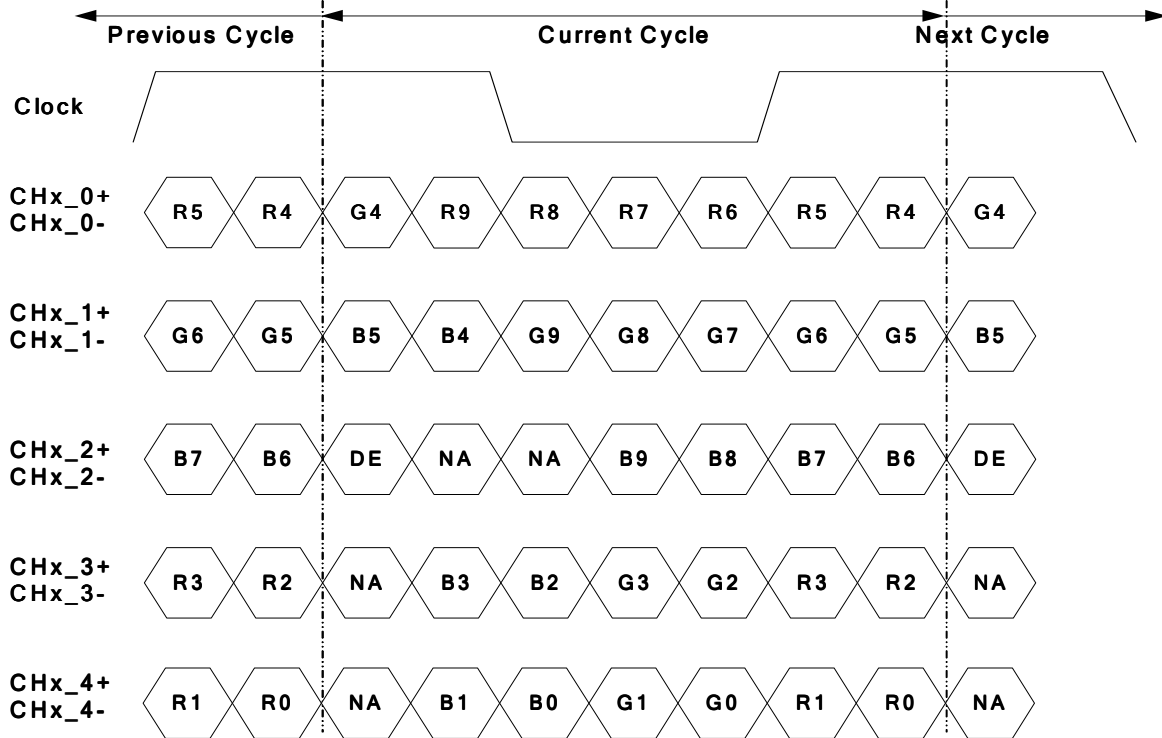 Previous Cycle Current Cycle Next Cycle
Clock
CHx_0+
CHx_0-
R5 R4 G4 R9 R8 R7 R6 R5 R4 G4
CHx_1+
CHx_1-
G6 G5 B5 B4 G9 G8 G7 G6 G5 B5
CHx_2+
CHx_2-
B7 B6 DE NA NA B9 B8 B7 B6 DE
CHx_3+
CHx_3-
R3 R2 NA B3 B2 G3 G2 R3 R2 NA
CHx_4+
CHx_4-
R1 R0 NA B1 B0 G1 G0 R1 R0 NA